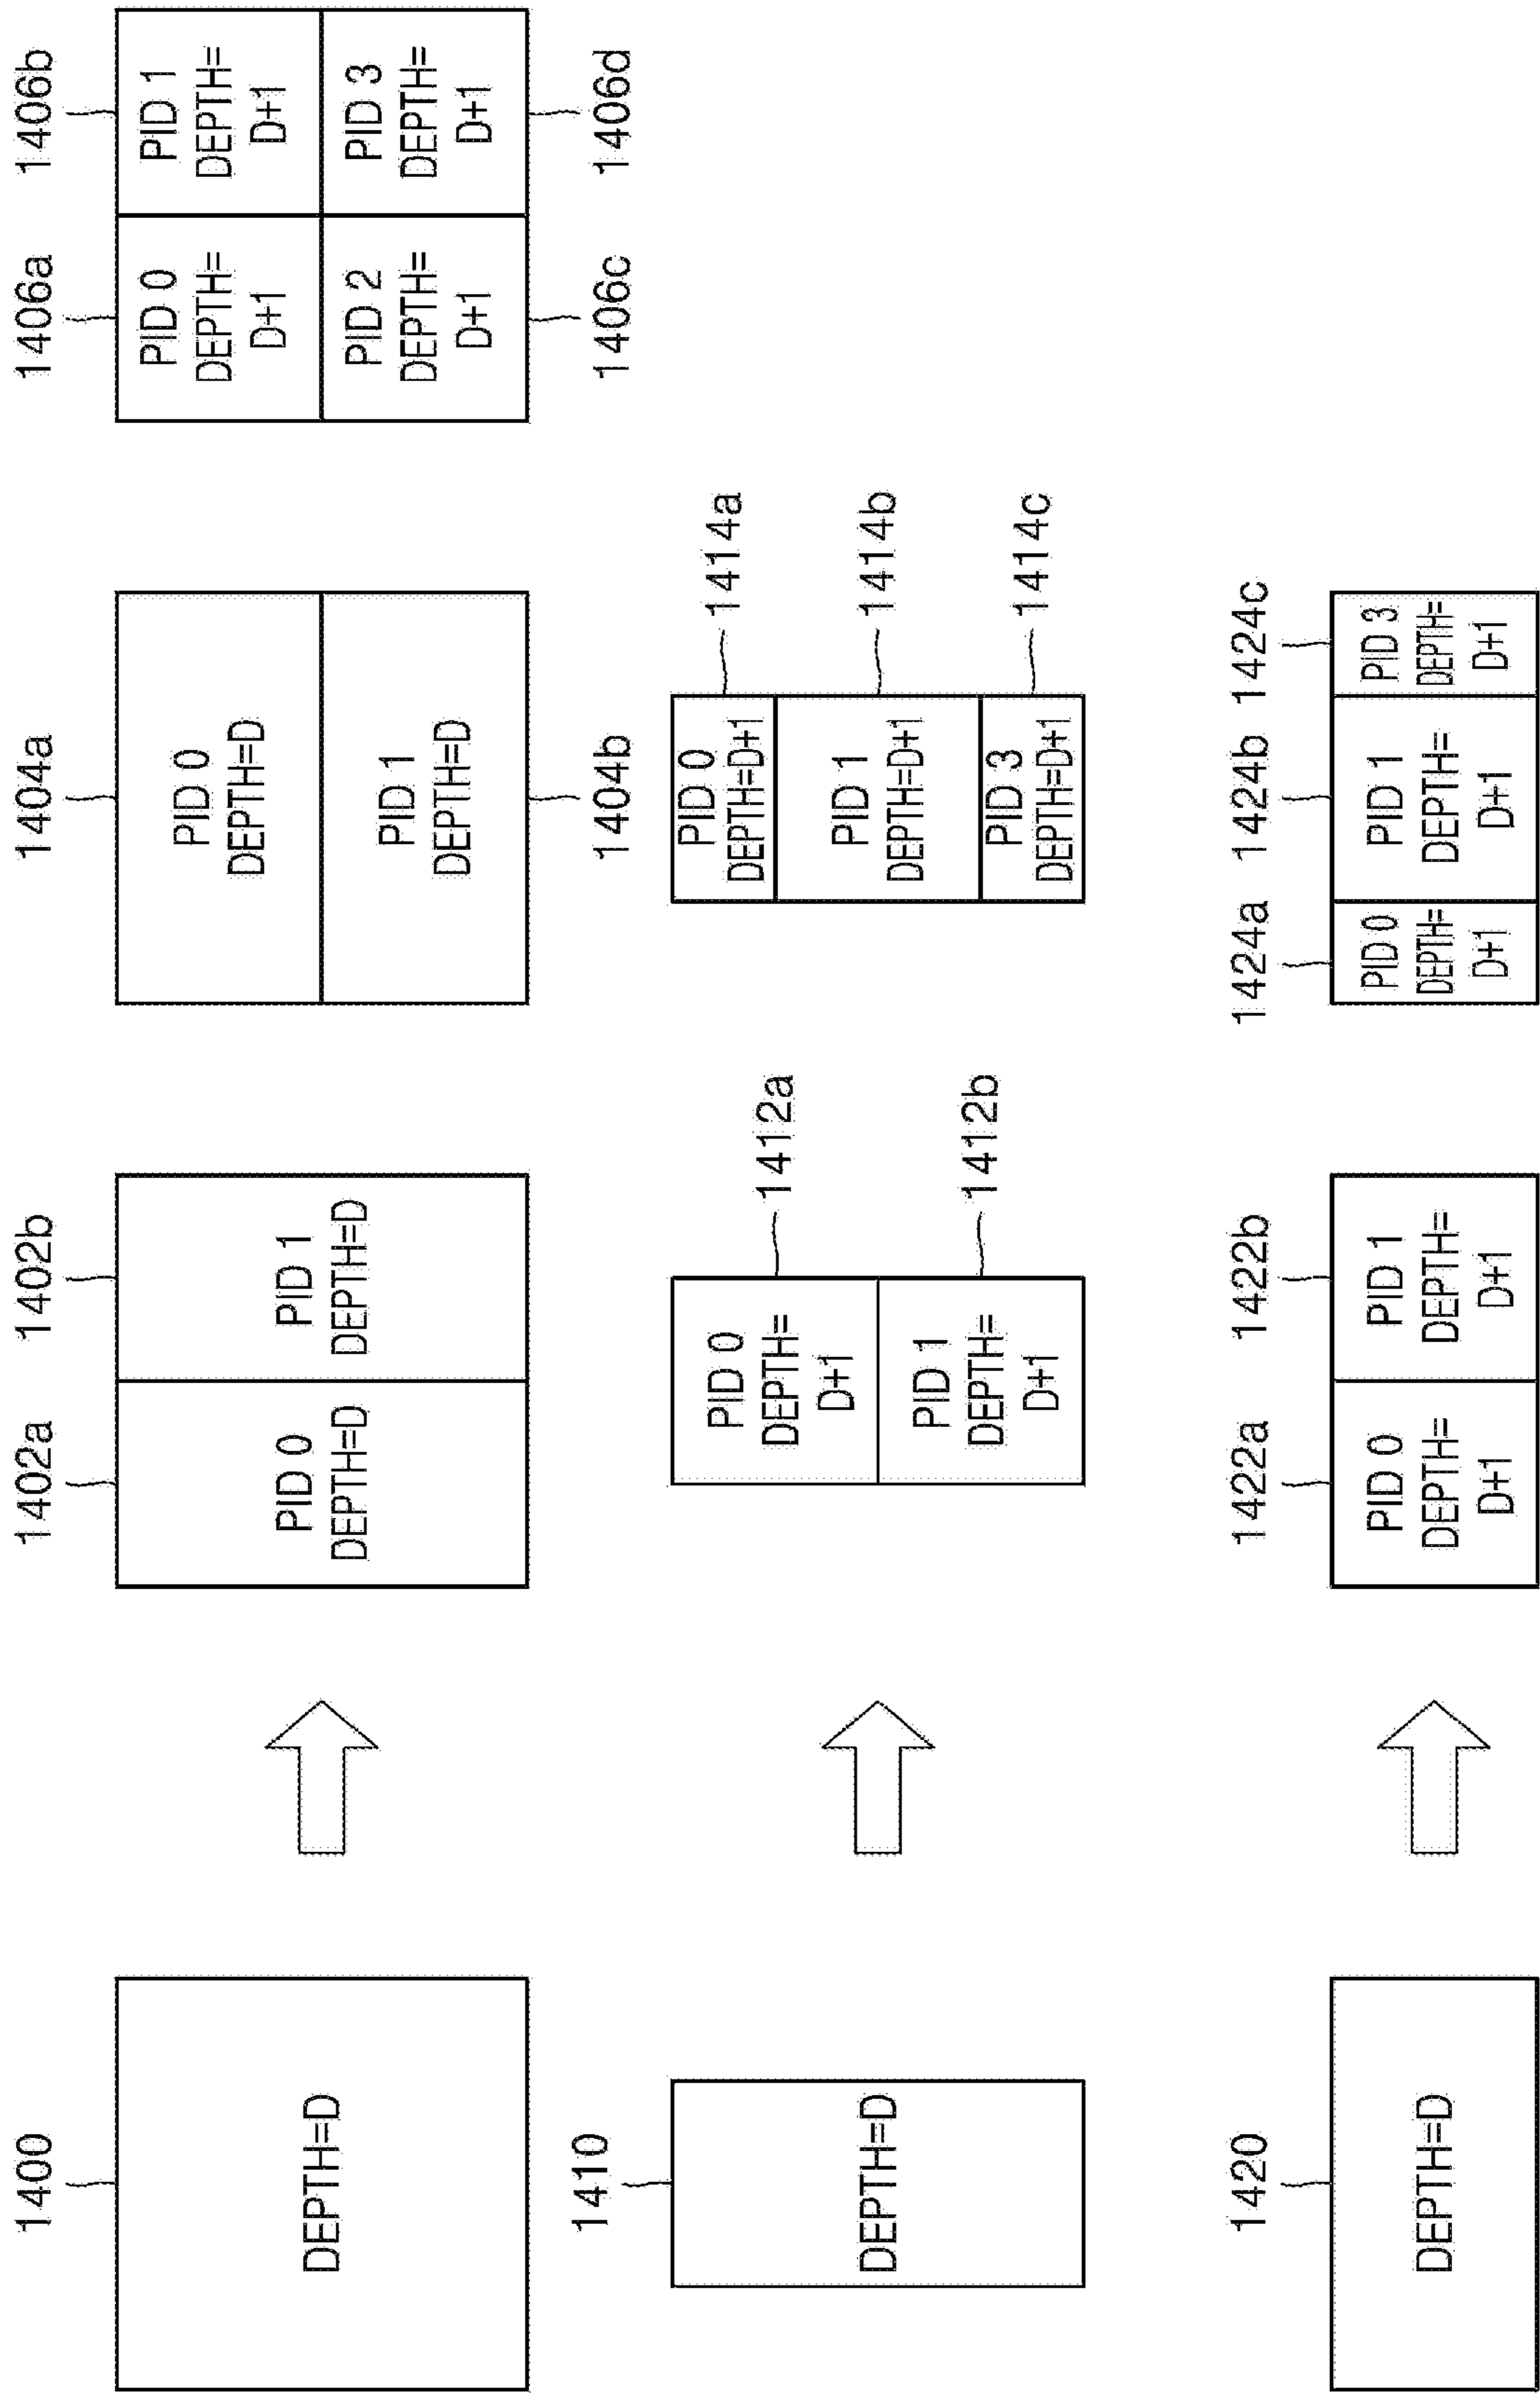 1400
DEPTH=D
1402a
1402b
PID 0
DEPTH=D
PID 1
DEPTH=D
1404a
PID 0
DEPTH=D
PID 1
DEPTH=D
1404b
1406a
1406b
PID 0
DEPTH=
D+1
PID 1
DEPTH=
D+1
PID 2
DEPTH=
D+1
PID 3
DEPTH=
D+1
1406c
1406d
1410
DEPTH=D
PID 0
DEPTH=
D+1
1412a
PID 1
DEPTH=
D+1
1412b
PID 0
DEPTH=D+1
1414a
PID 1
DEPTH=D+1
1414b
PID 3
DEPTH=D+1
1414c
1420
DEPTH=D
1422a
1422b
PID 0
DEPTH=
D+1
PID 1
DEPTH=
D+1
1424a
1424b
1424c
PID 0
DEPTH=
D+1
PID 1
DEPTH=
D+1
PID 3
DEPTH=
D+1